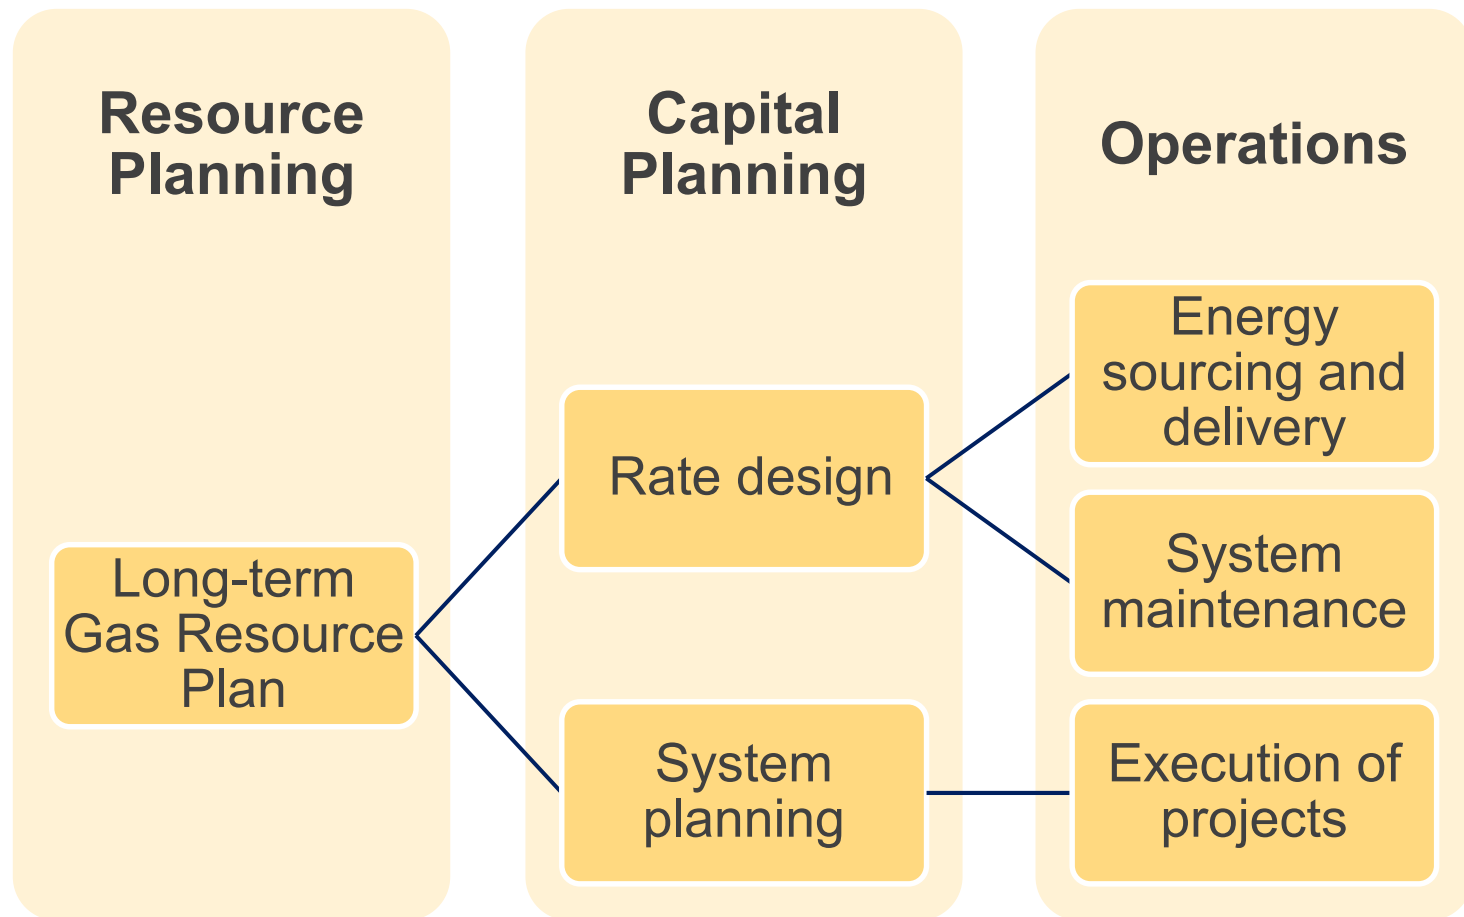 Resource
Planning
Capital
Planning
Operations
Long-term
Gas Resource
Plan
Rate design
System
planning
Energy
sourcing and
delivery
System
maintenance
Execution of
projects